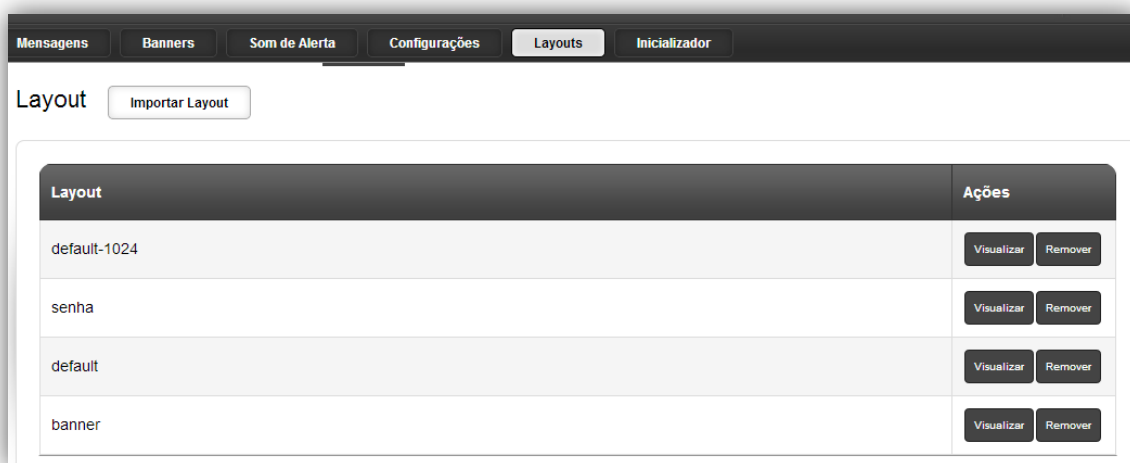 Mensagens Banners Som de Alerta Configurações Layouts Inicializador
Layout Importar Layout
Layout Ações
default-1024 Visualizar Remover
senha Visualizar Remover
default Visualizar Remover
banner Visualizar Remover